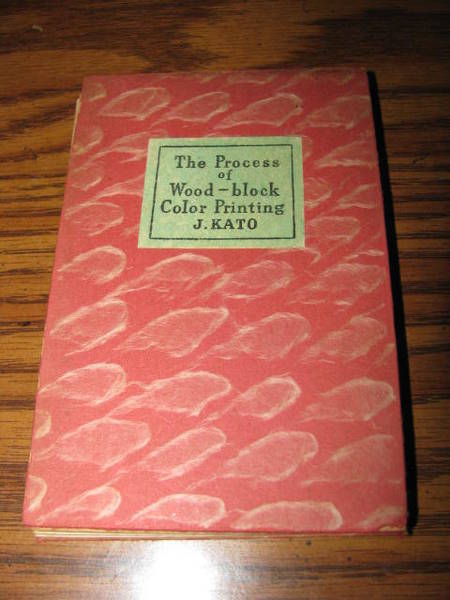 The Process
of
Wood-block
Color Printing
J. KATO